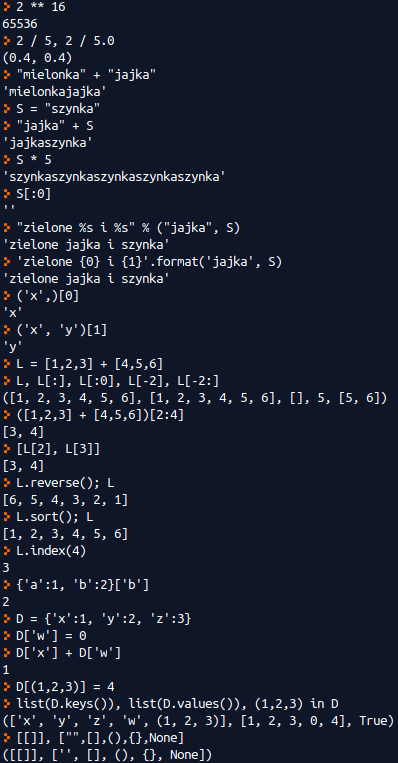 > 2 ** 16
65536
> 2 / 5, 2 / 5.0
(0.4, 0.4)
> "mielonka" + "jajka"
'mielonkajajka'
> S = "szynka"
> "jajka" + S
'jajkaszynka'
> S * 5
'szynkaszynkaszynkaszynkaszynka'
> S[:0]
''
> "zielone %s i %s" % ("jajka", S)
'zielone jajka i szynka'
> 'zielone {0} i {1}'.format('jajka', S)
'zielone jajka i szynka'
> ('x',)[0]
'x'
> ('x', 'y')[1]
'y'
> L = [1,2,3] + [4,5,6]
> L, L[:], L[:0], L[-2], L[-2:]
([1, 2, 3, 4, 5, 6], [1, 2, 3, 4, 5, 6], [], 5, [5, 6])
> ([1,2,3] + [4,5,6])[2:4]
[3, 4]
> [L[2], L[3]]
[3, 4]
> L.reverse(); L
[6, 5, 4, 3, 2, 1]
> L.sort(); L
[1, 2, 3, 4, 5, 6]
> L.index(4)
3
> {'a':1, 'b':2}['b']
2
> D = {'x':1, 'y':2, 'z':3}
> D['w'] = 0
> D['x'] + D['w']
1
> D[(1,2,3)] = 4
> list(D.keys()), list(D.values()), (1,2,3) in D
(['x', 'y', 'z', 'w', (1, 2, 3)], [1, 2, 3, 0, 4], True)
> [[]], ["",[],(),{},None]
([[]], ['', [], (), {}, None])